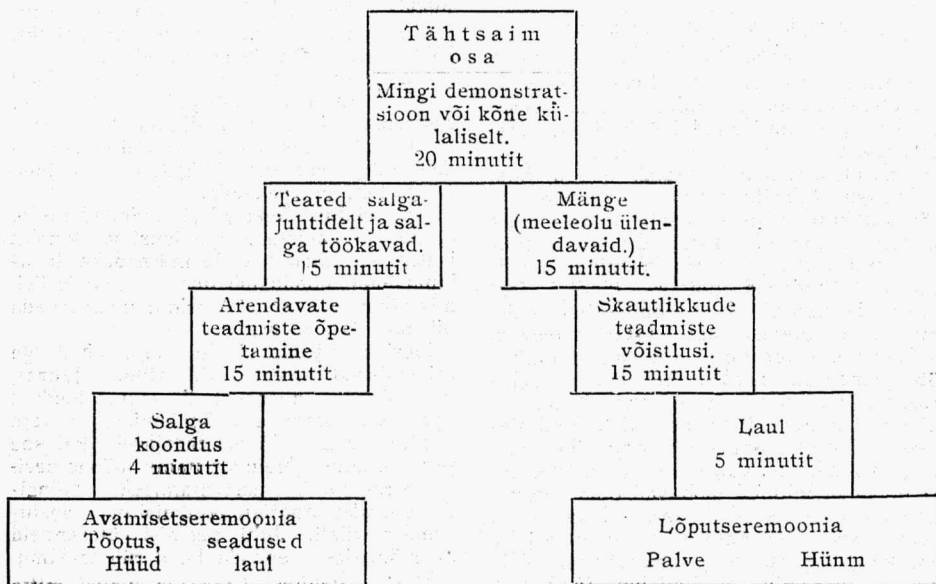 Tähtsaim
osa
Mingi demonstrat-
sioon või kõne kü-
laliselt.
20 minutit
Teated salga-
juhtidelt ja sal-
ga töökavad.
15 minutit
Mänge
(meeleolu ülen-
davaid.)
15 minutit.
Arendavate
teadmiste õpe-
tamine
15 minutit
Skautlikkude
teadmiste
võistlusi.
15 minutit
Salga
koondus
4 minutit
Laul
5 minutit
Avamisetseremoonia
Tõotus, seadused
Hüüd laul
Lõputseremoonia
Palve Hünm